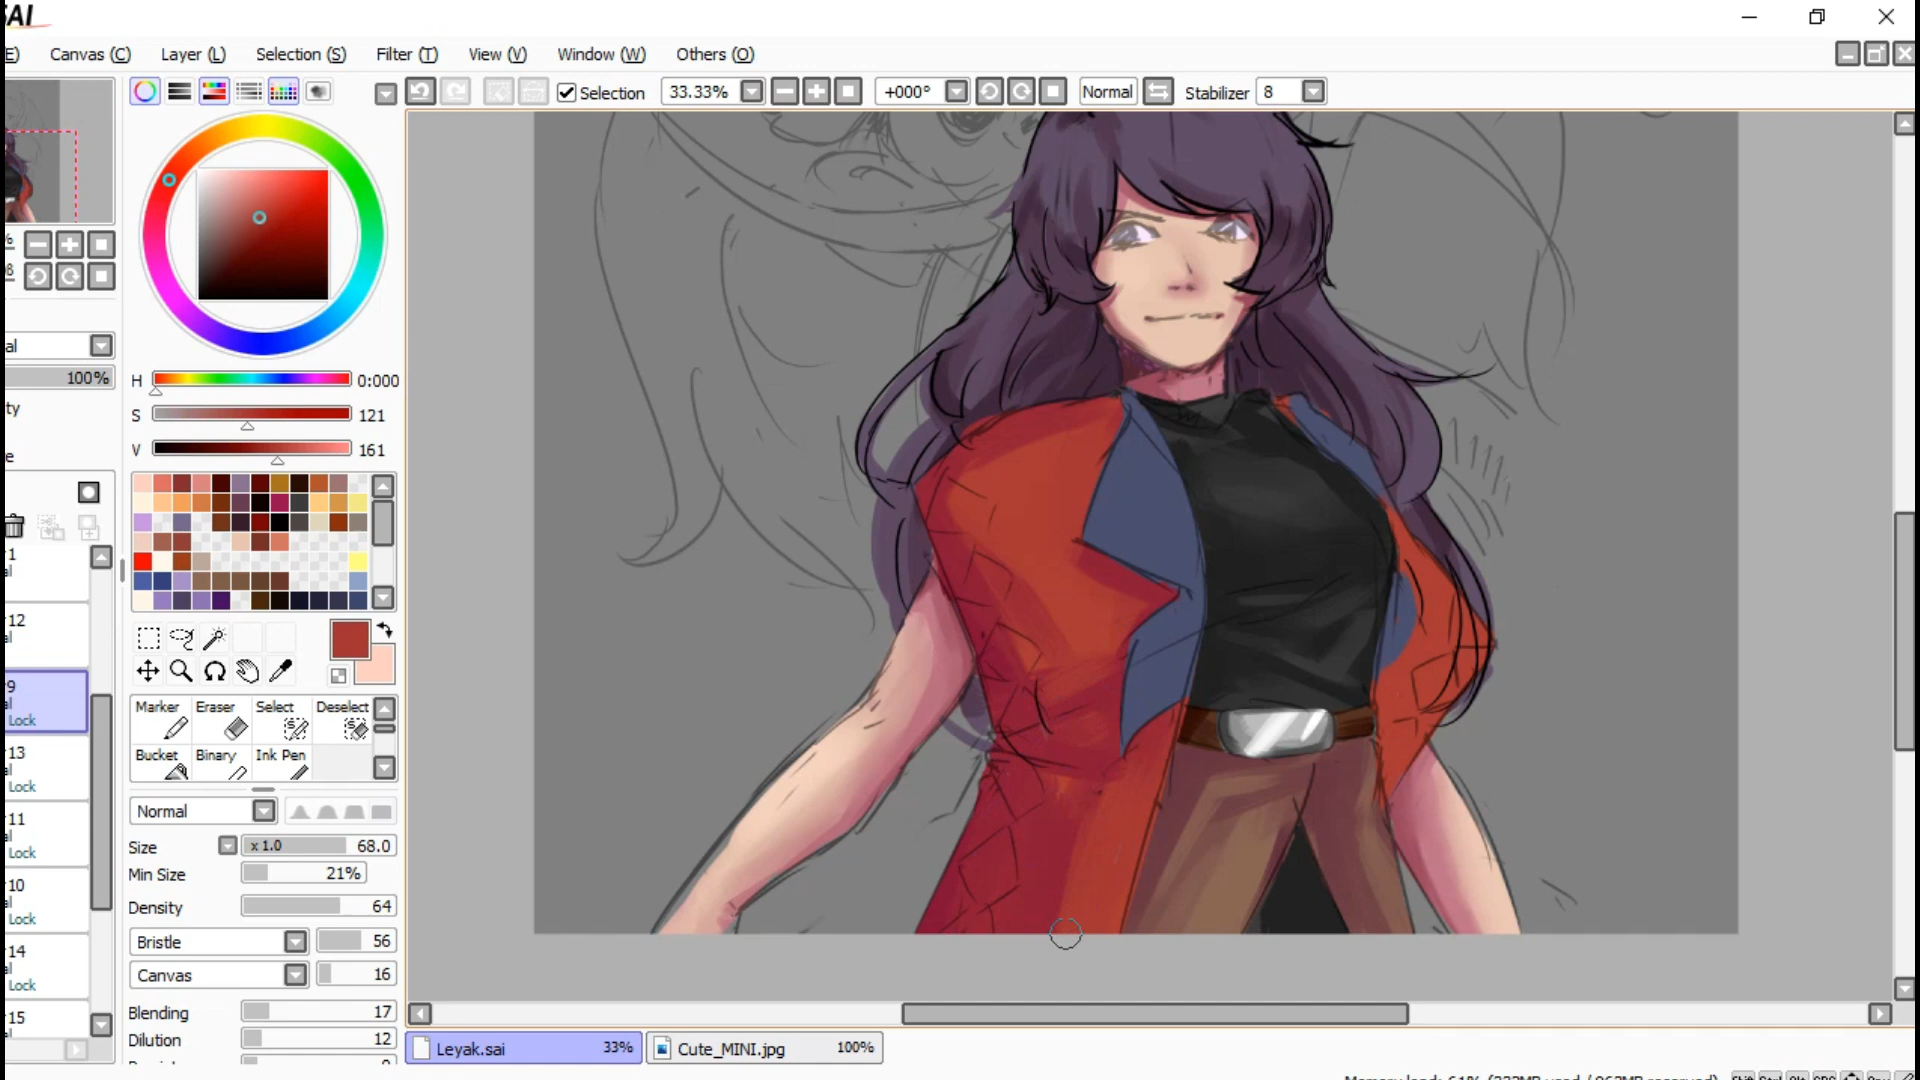 SAI
(E) Canvas (C) Layer (L) Selection (S) Filter (T) View (V) Window (W) Others (O)
Selection 33.33% +000° Normal Stabilizer 8
100%
H 0:000
S 121
V 161
Lock
12
9
Lock
13
Lock
11
Lock
10
Lock
14
Lock
15
Marker Eraser Select Deselect
Bucket Binary Ink Pen
Normal
Size x 1.0 68.0
Min Size 21%
Density 64
Bristle 56
Canvas 16
Blending 17
Dilution 12
Leyak.sai 33% Cute_MINI.jpg 100%